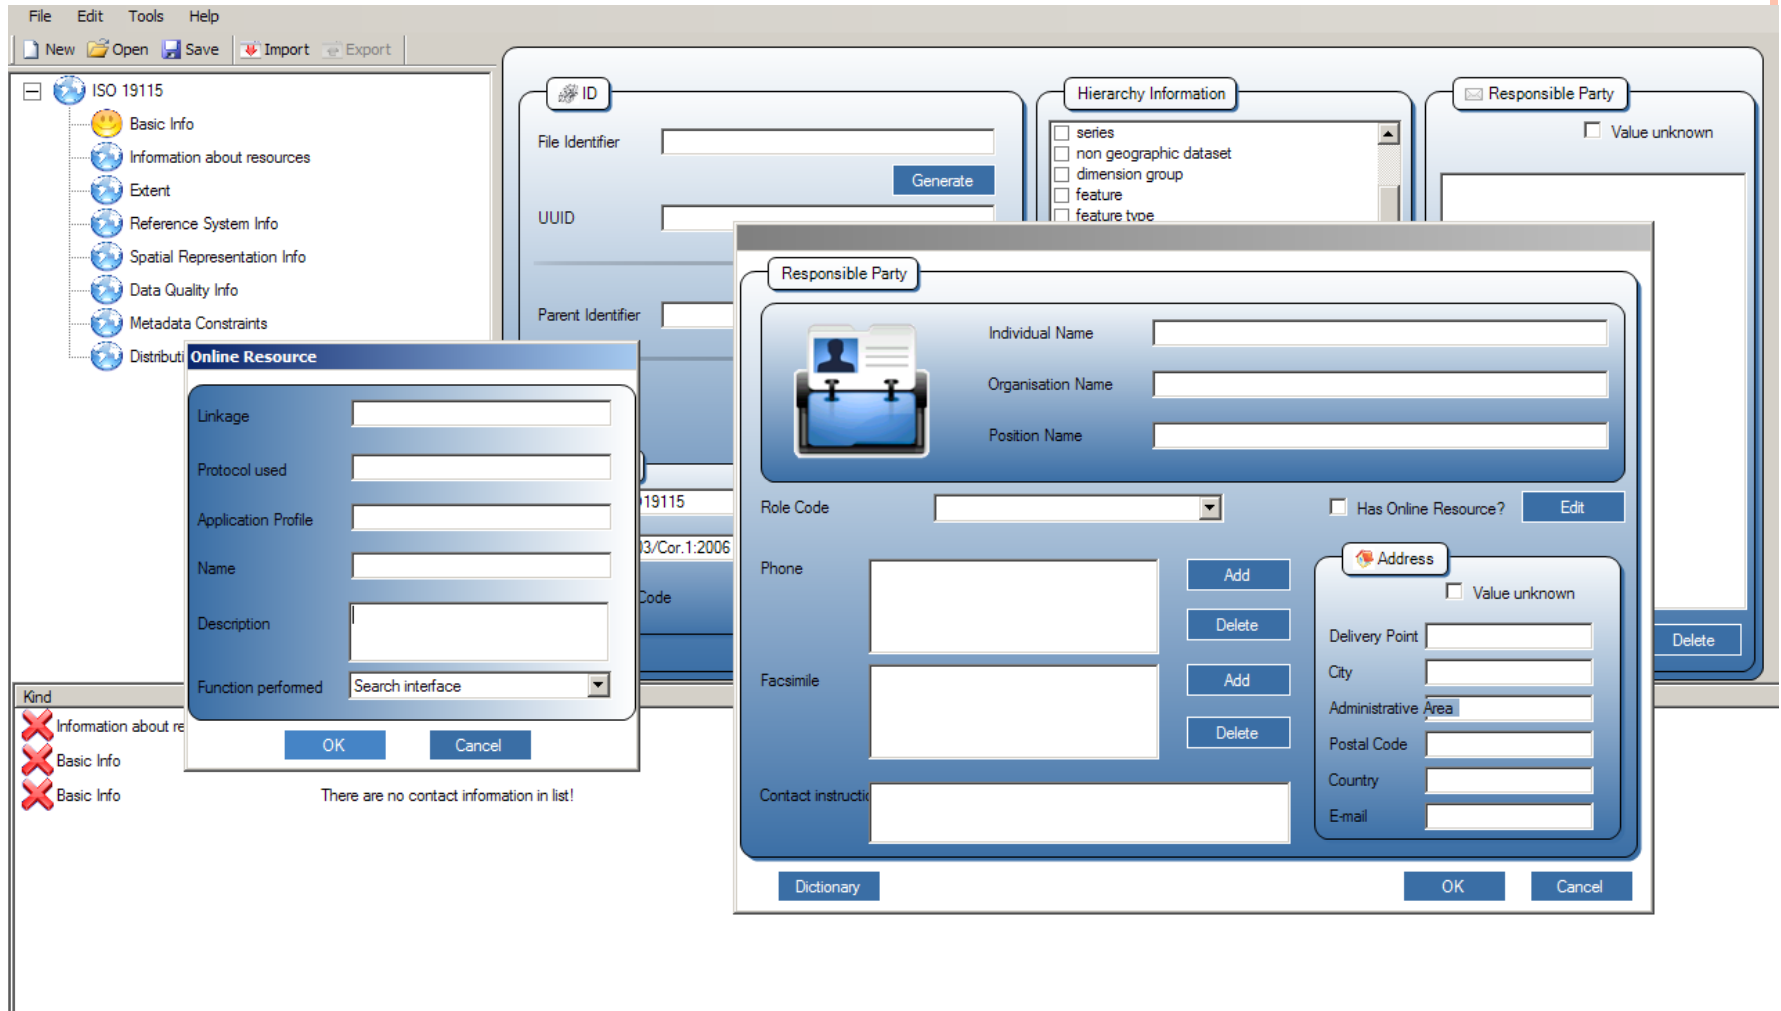 File Edit Tools Help
New Open Save Import Export
ISO 19115
Basic Info
Information about resources
Extent
Reference System Info
Spatial Representation Info
Data Quality Info
Metadata Constraints
Distributi
ID
File Identifier
Generate
UUID
Parent Identifier
19115
03/Cor.1:2006
Code
Hierarchy Information
series
non geographic dataset
dimension group
feature
feature type
Responsible Party
Value unknown
Delete
Online Resource
Linkage
Protocol used
Application Profile
Name
Description
Function performed Search interface
OK Cancel
Responsible Party
Individual Name
Organisation Name
Position Name
Role Code
Has Online Resource? Edit
Phone
Add
Delete
Facsimile
Add
Delete
Contact instructio
Address
Value unknown
Delivery Point
City
Administrative Area
Postal Code
Country
E-mail
Dictionary OK Cancel
Kind
Information about re
Basic Info
Basic Info There are no contact information in list!